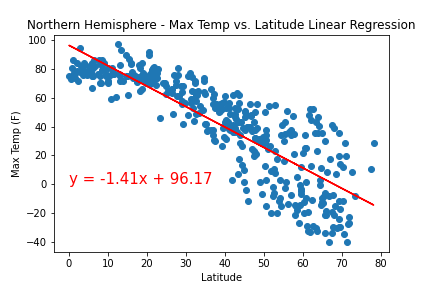 Northern Hemisphere - Max Temp vs. Latitude Linear Regression
100
80
60
40
20
0
−20
−40
Max Temp (F)
y = -1.41x + 96.17
0 10 20 30 40 50 60 70 80
Latitude